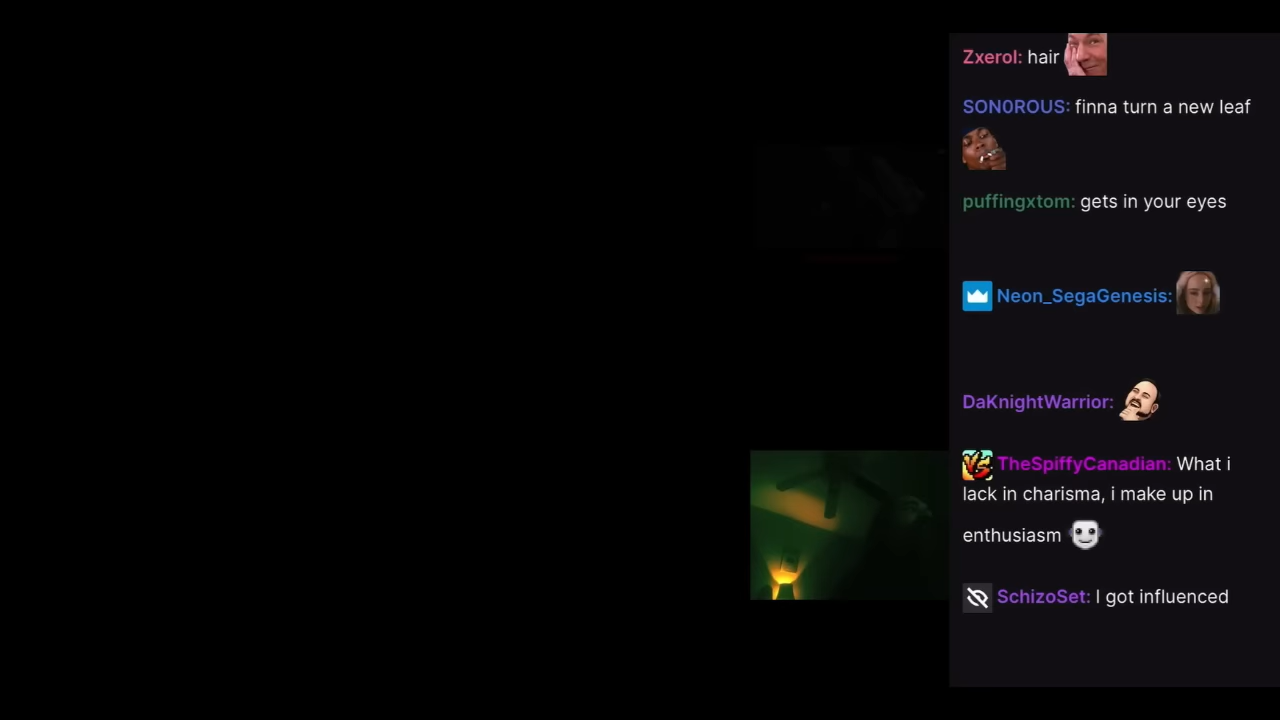 Zxerol: hair
SON0ROUS: finna turn a new leaf
puffingxtom: gets in your eyes
Neon_SegaGenesis:
DaKnightWarrior:
VS TheSpiffyCanadian: What i
lack in charisma, i make up in
enthusiasm
SchizoSet: I got influenced